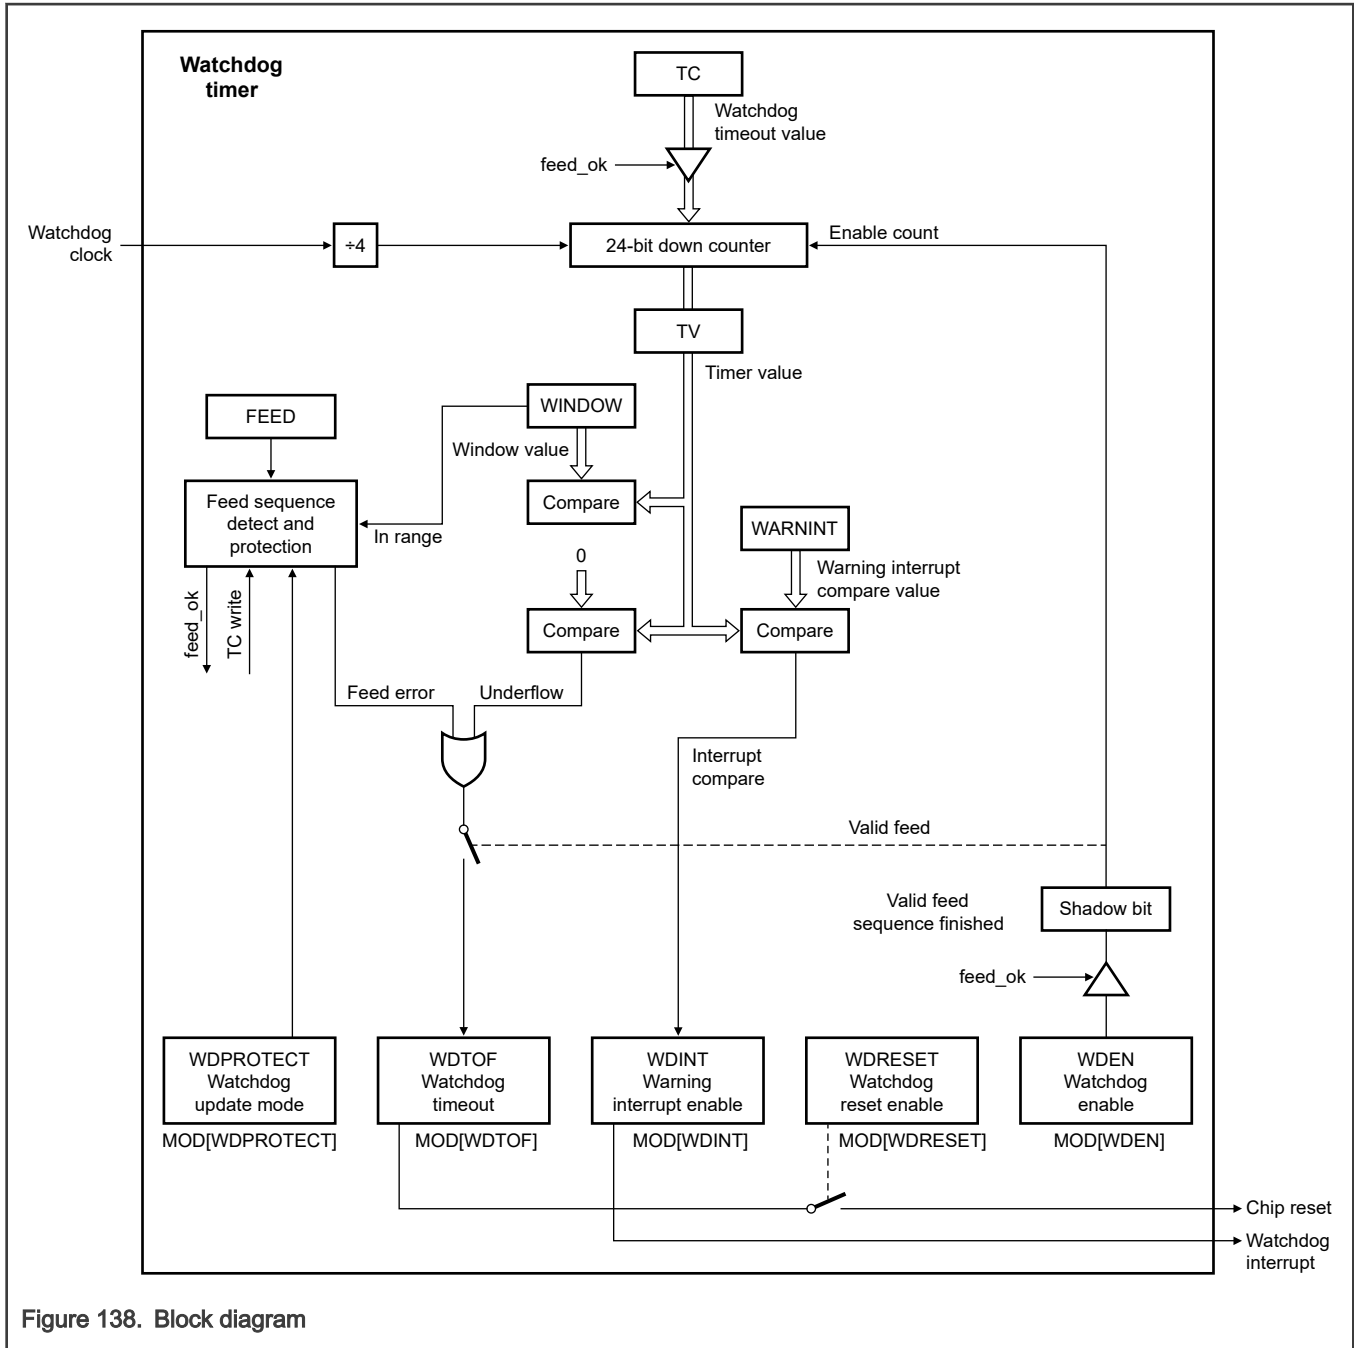 Watchdog
timer
TC
Watchdog
timeout value
feed_ok
Watchdog
clock
÷4
24-bit down counter
Enable count
TV
Timer value
FEED
WINDOW
Window value
Feed sequence
detect and
protection
In range
Compare
WARNINT
0
Warning interrupt
compare value
feed_ok
TC write
Compare
Compare
Feed error
Underflow
Interrupt
compare
Valid feed
Valid feed
sequence finished
Shadow bit
feed_ok
WDPROTECT
Watchdog
update mode
WDTOF
Watchdog
timeout
WDINT
Warning
interrupt enable
WDRESET
Watchdog
reset enable
WDEN
Watchdog
enable
MOD[WDPROTECT]
MOD[WDTOF]
MOD[WDINT]
MOD[WDRESET]
MOD[WDEN]
Chip reset
Watchdog
interrupt
Figure 138. Block diagram